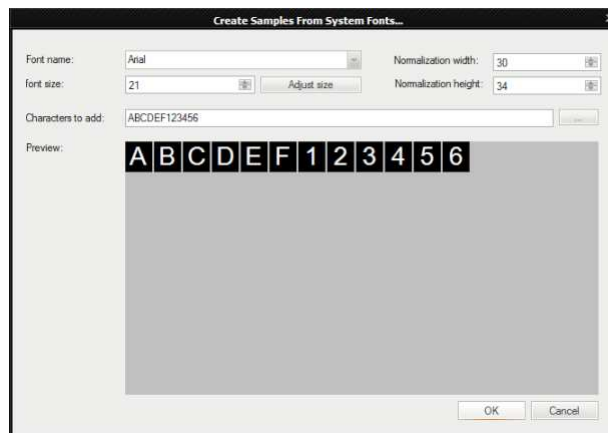 Create Samples From System Fonts...
Font name: Arial Normalization width: 30
font size: 21 Adjust size Normalization height: 34
Characters to add: ABCDEF123456 ...
Preview: A B C D E F 1 2 3 4 5 6
OK Cancel